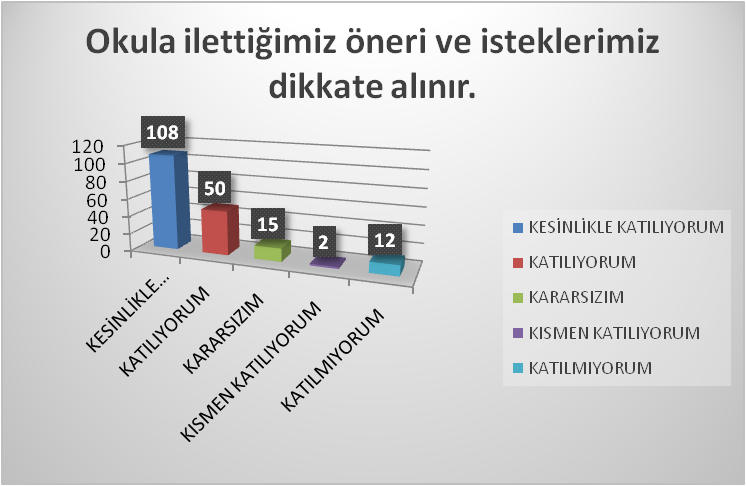 Okula ilettiğimiz öneri ve isteklerimiz
dikkate alınır.
120
100
80
60
40
20
0
108
50
15
2
12
KESİNLİKLE...
KATILIYORUM
KARARSIZIM
KISMEN KATILIYORUM
KATILMIYORUM
KESİNLİKLE KATILIYORUM
KATILIYORUM
KARARSIZIM
KISMEN KATILIYORUM
KATILMIYORUM